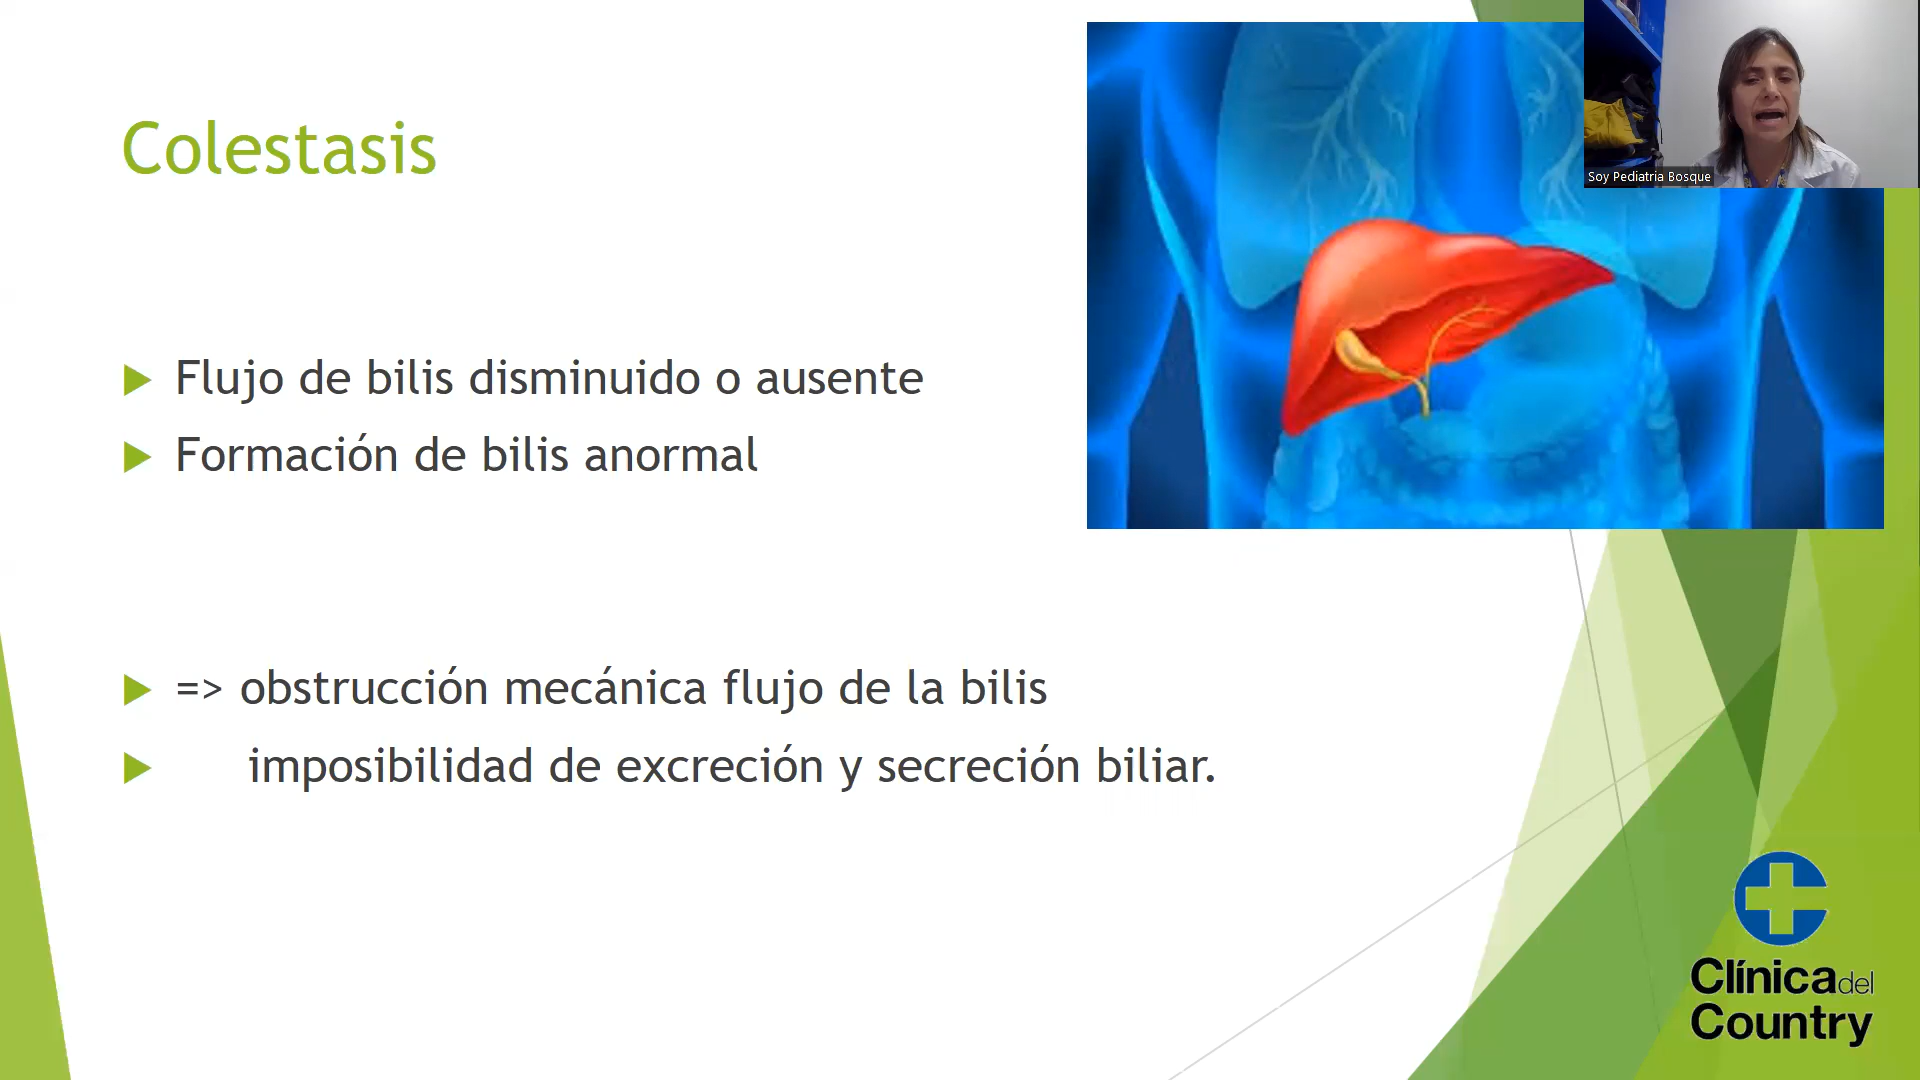 Colestasis
Flujo de bilis disminuido o ausente
Formación de bilis anormal
=> obstrucción mecánica flujo de la bilis
imposibilidad de excreción y secreción biliar.
Soy Pediatria Bosque
Clínica del
Country